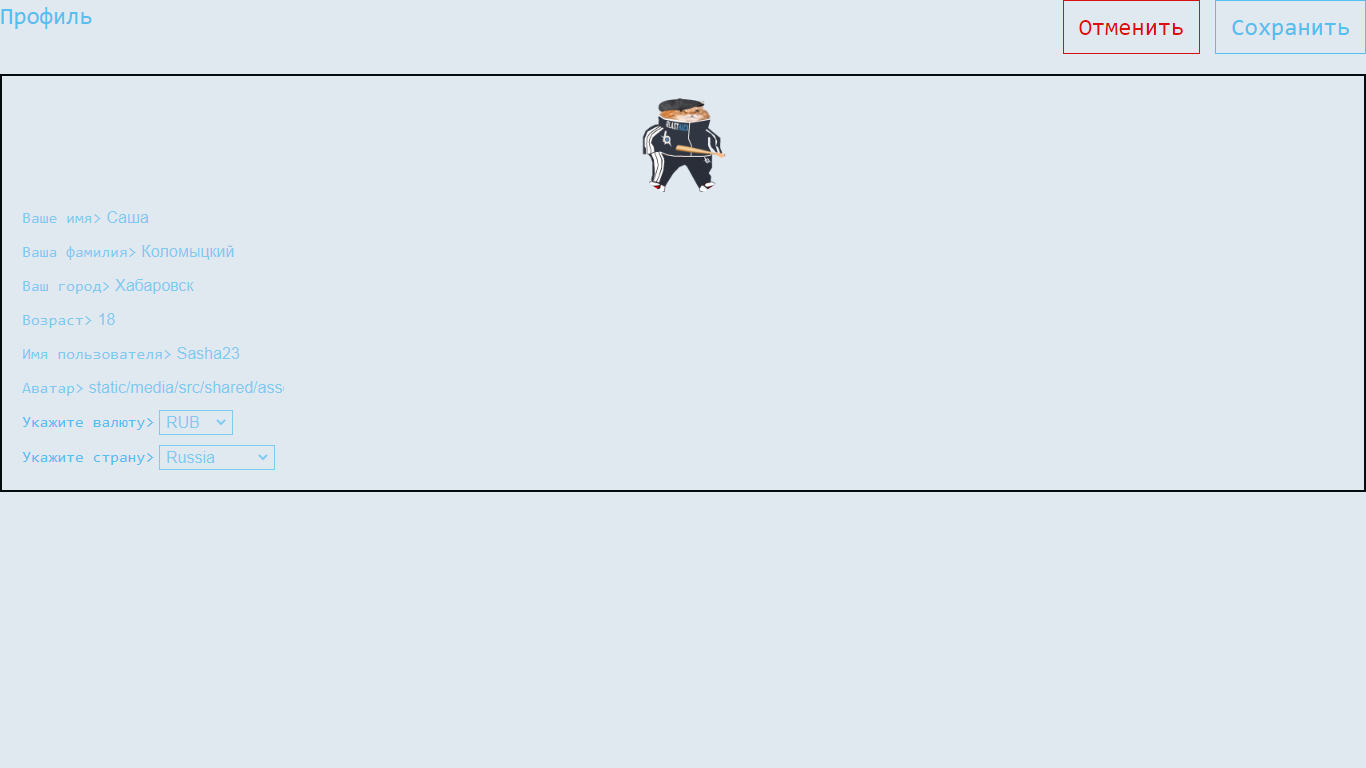 Профиль
Отменить
Сохранить
Ваше имя> Саша
Ваша фамилия> Коломыцкий
Ваш город> Хабаровск
Возраст> 18
Имя пользователя> Sasha23
Аватар> static/media/src/shared/ass
Укажите валюту> RUB
Укажите страну> Russia